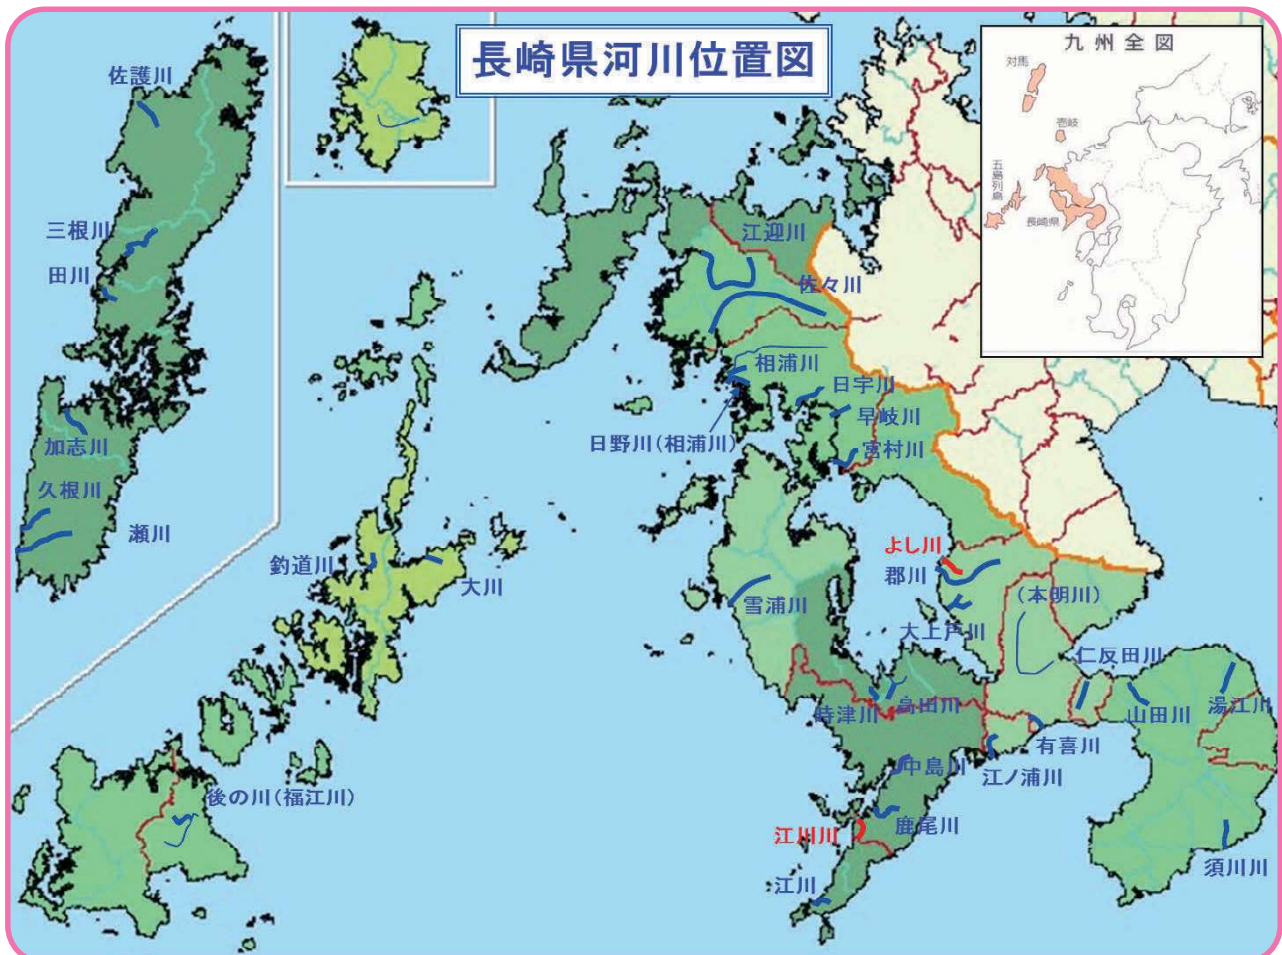 長崎県河川位置図
九州全図
対馬
壱岐
五島列島
長崎県
佐護川
三根川
田川
加志川
久根川
瀬川
江迎川
佐々川
相浦川
日宇川
早岐川
日野川(相浦川)
宮村川
よし川
郡川
釣道川
大川
雪浦川
(本明川)
大上戸川
仁反田川
時津川
高田川
山田川
湯江川
有喜川
中島川
江ノ浦川
後の川(福江川)
江川川
鹿尾川
江川
須川川